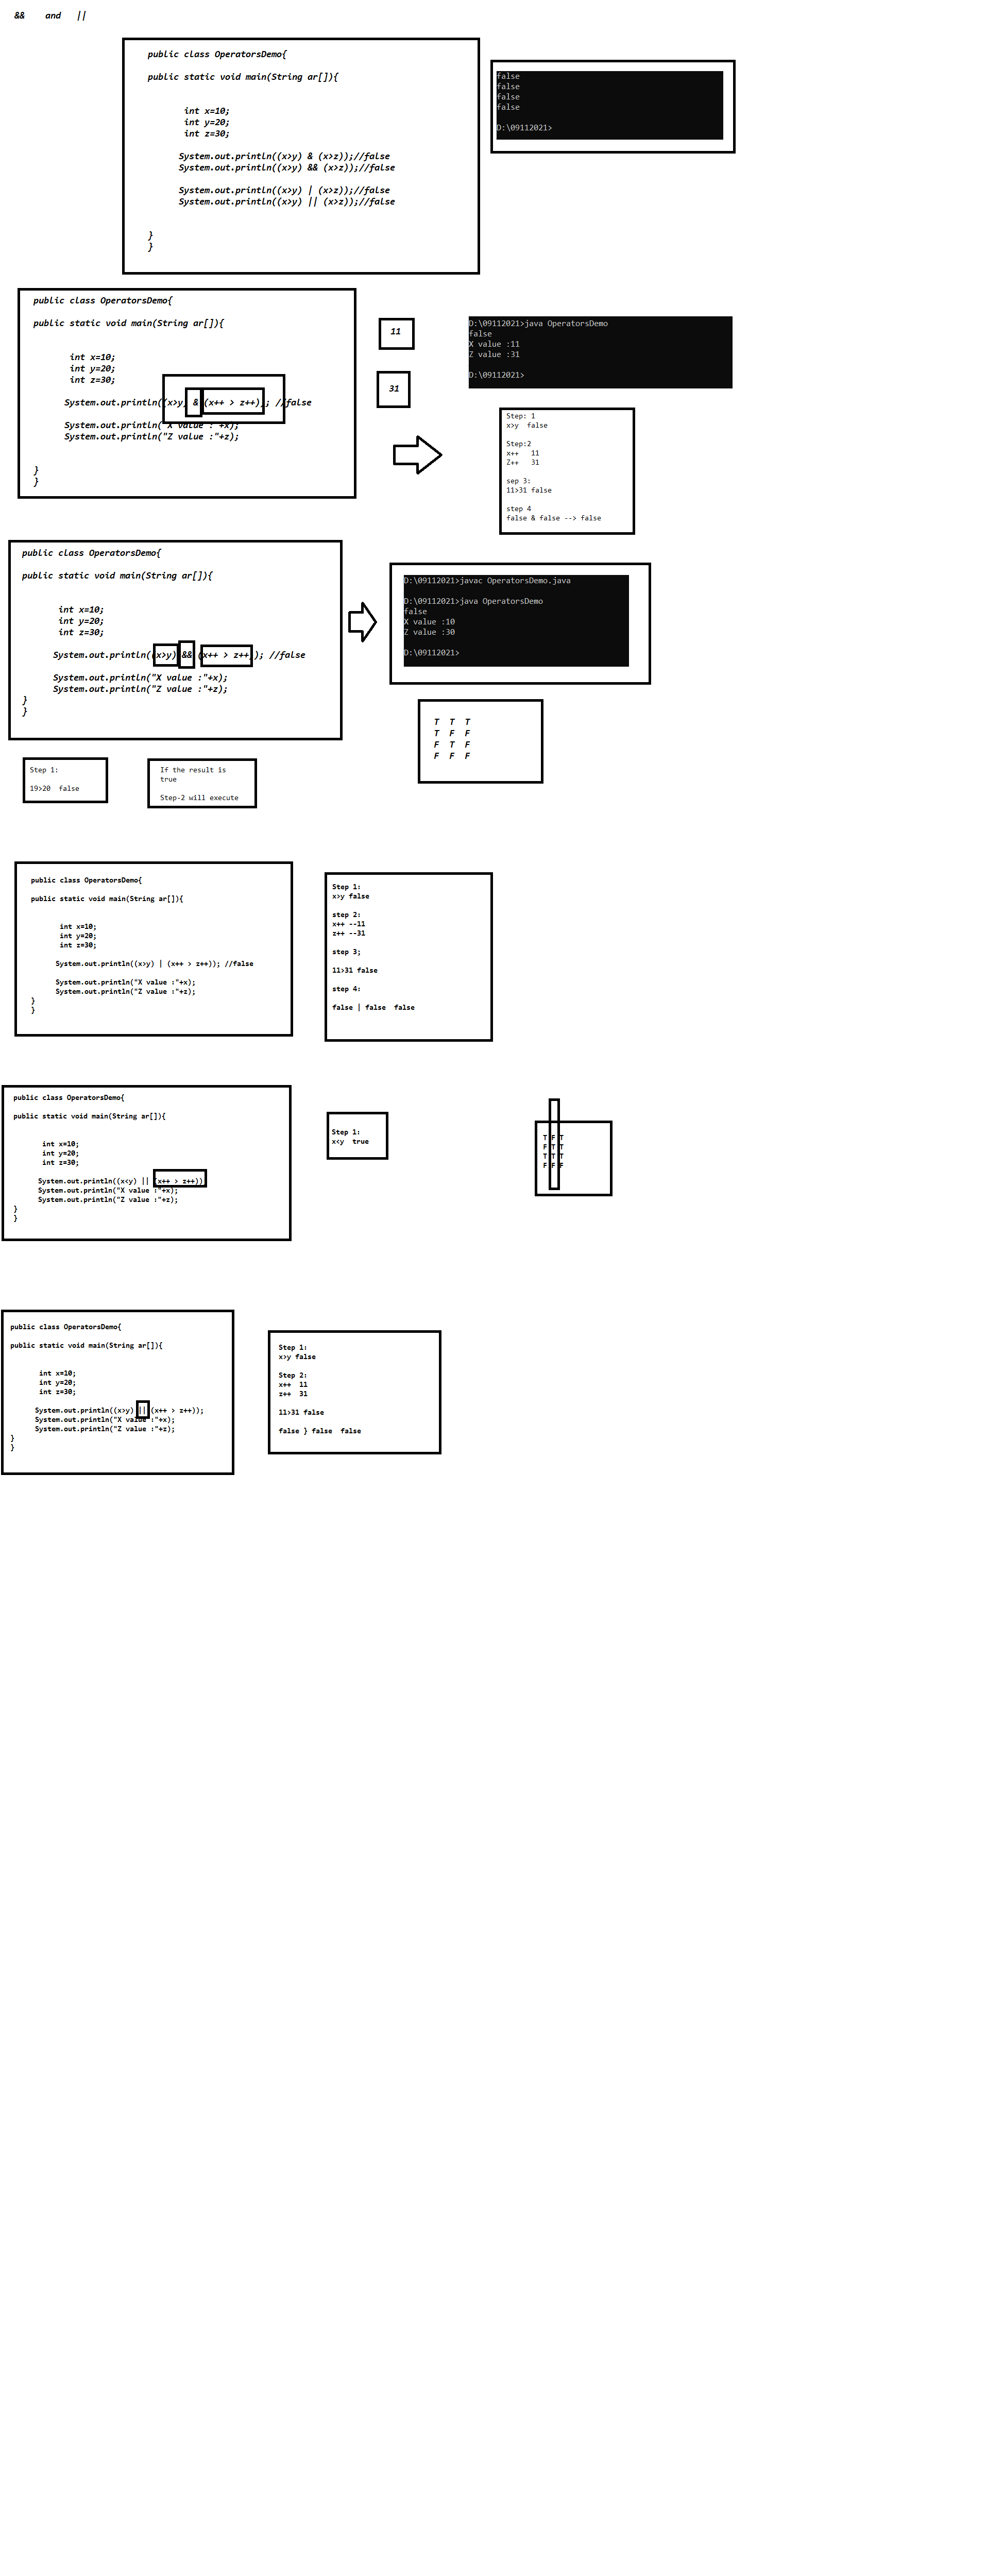 &&    and   ||
public class OperatorsDemo{
public static void main(String ar[]){
int x=10;
int y=20;
int z=30;
System.out.println((x>y) & (x>z));//false
System.out.println((x>y) && (x>z));//false
System.out.println((x>y) | (x>z));//false
System.out.println((x>y) || (x>z));//false
}
}
false
false
false
false
D:\09112021>
public class OperatorsDemo{
public static void main(String ar[]){
int x=10;
int y=20;
int z=30;
System.out.println((x>y) & (x++ > z++)); //false
System.out.println("X value :"+x);
System.out.println("Z value :"+z);
}
}
11
31
D:\09112021>java OperatorsDemo
false
X value :11
Z value :31
D:\09112021>
Step: 1
x>y  false
Step:2
x++   11
Z++   31
sep 3:
11>31 false
step 4
false & false --> false
public class OperatorsDemo{
public static void main(String ar[]){
int x=10;
int y=20;
int z=30;
System.out.println((x>y) && (x++ > z++)); //false
System.out.println("X value :"+x);
System.out.println("Z value :"+z);
}
}
D:\09112021>javac OperatorsDemo.java
D:\09112021>java OperatorsDemo
false
X value :10
Z value :30
D:\09112021>
T  T  T
T  F  F
F  T  F
F  F  F
Step 1:
19>20  false
If the result is
true
Step-2 will execute
public class OperatorsDemo{
public static void main(String ar[]){
int x=10;
int y=20;
int z=30;
System.out.println((x>y) | (x++ > z++)); //false
System.out.println("X value :"+x);
System.out.println("Z value :"+z);
}
}
Step 1:
x>y false
step 2:
x++ --11
z++ --31
step 3;
11>31 false
step 4:
false | false  false
public class OperatorsDemo{
public static void main(String ar[]){
int x=10;
int y=20;
int z=30;
System.out.println((x<y) || (x++ > z++));
System.out.println("X value :"+x);
System.out.println("Z value :"+z);
}
}
Step 1:
x<y  true
T F T
F T T
T T T
F F F
public class OperatorsDemo{
public static void main(String ar[]){
int x=10;
int y=20;
int z=30;
System.out.println((x>y) || (x++ > z++));
System.out.println("X value :"+x);
System.out.println("Z value :"+z);
}
}
Step 1:
x>y false
Step 2:
x++  11
z++  31
11>31 false
false } false  false